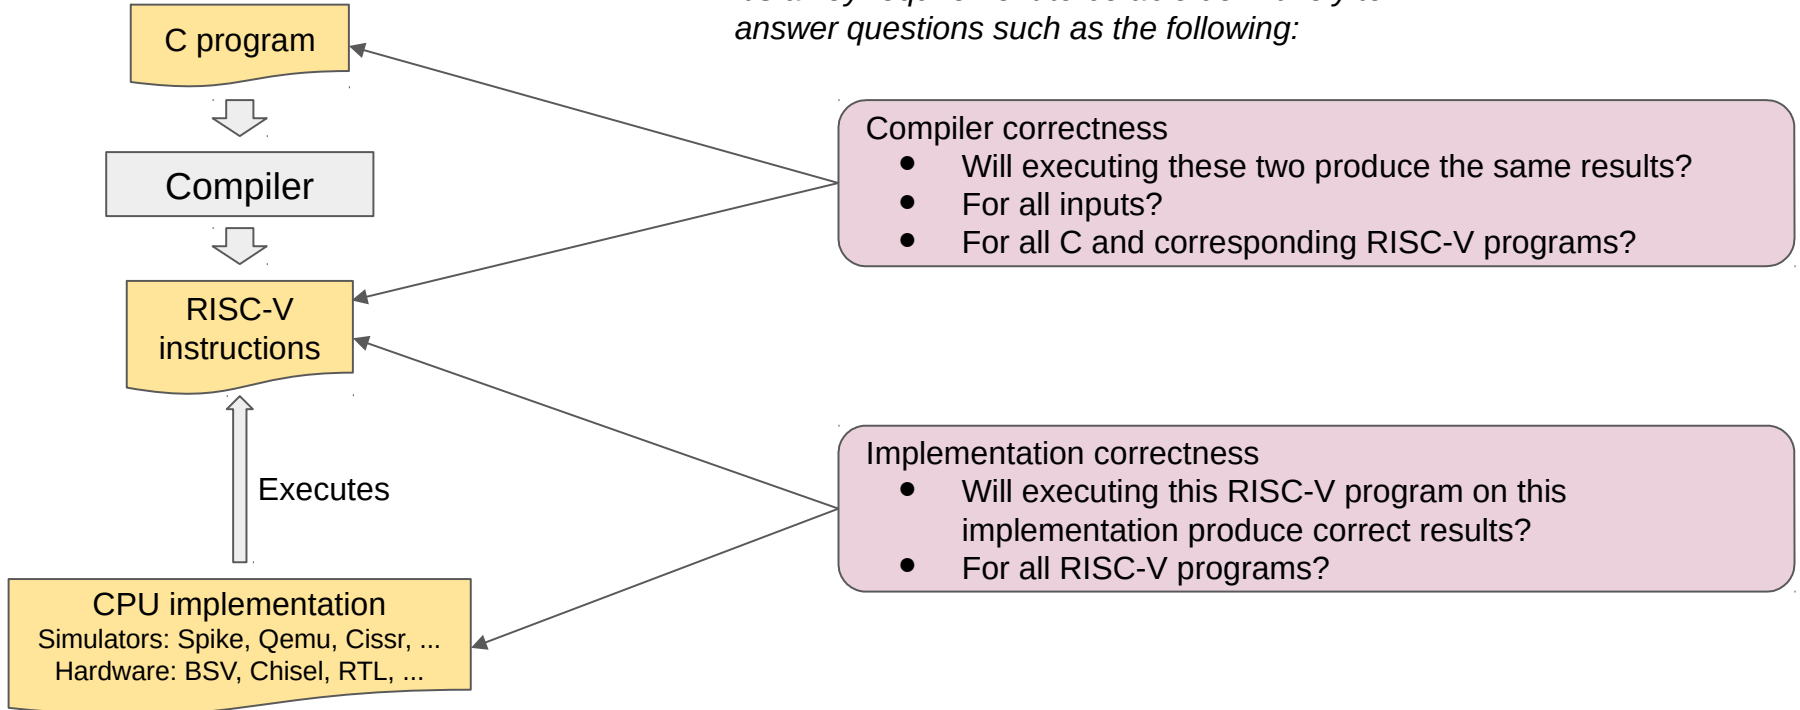 answer questions such as the following:
C program
Compiler
RISC-V
instructions
Executes
CPU implementation
Simulators: Spike, Qemu, Cissr, ...
Hardware: BSV, Chisel, RTL, ...
Compiler correctness
● Will executing these two produce the same results?
● For all inputs?
● For all C and corresponding RISC-V programs?
Implementation correctness
● Will executing this RISC-V program on this
implementation produce correct results?
● For all RISC-V programs?